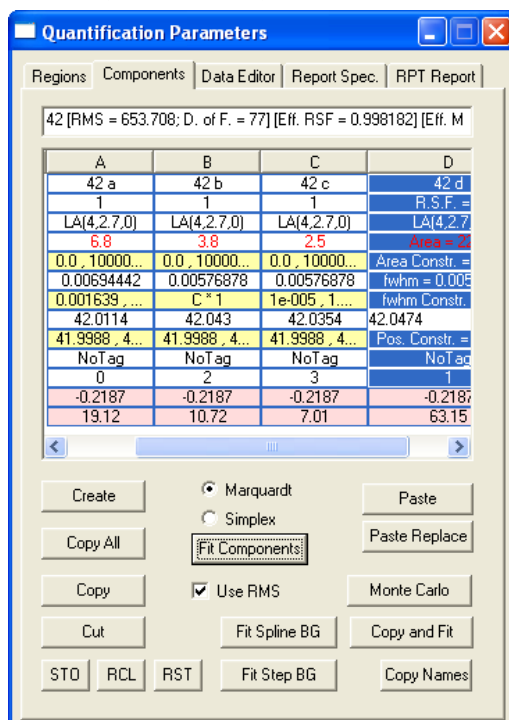 Quantification Parameters
Regions Components Data Editor Report Spec. RPT Report
42 [RMS = 653.708; D. of F. = 77] [Eff. RSF = 0.998182] [Eff. M
A B C D
42 a 42 b 42 c 42 d
1 1 1 R.S.F. =
LA(4,2.7,0) LA(4,2.7,0) LA(4,2.7,0) LA(4,2.7
6.8 3.8 2.5 Area = 22
0.0 , 10000... 0.0 , 10000... 0.0 , 10000... Area Constr. =
0.00694442 0.00576878 0.00576878 fwhm = 0.005
0.001639 , ... C * 1 1e-005 , 1.... fwhm Constr.
42.0114 42.043 42.0354 42.0474
41.9988 , 4... 41.9988 , 4... 41.9988 , 4... Pos. Constr. =
NoTag NoTag NoTag NoTag
0 2 3 1
-0.2187 -0.2187 -0.2187 -0.2187
19.12 10.72 7.01 63.15
Create Marquardt Paste
Simplex
Copy All Fit Components Paste Replace
Copy Use RMS Monte Carlo
Cut Fit Spline BG Copy and Fit
STO RCL RST Fit Step BG Copy Names